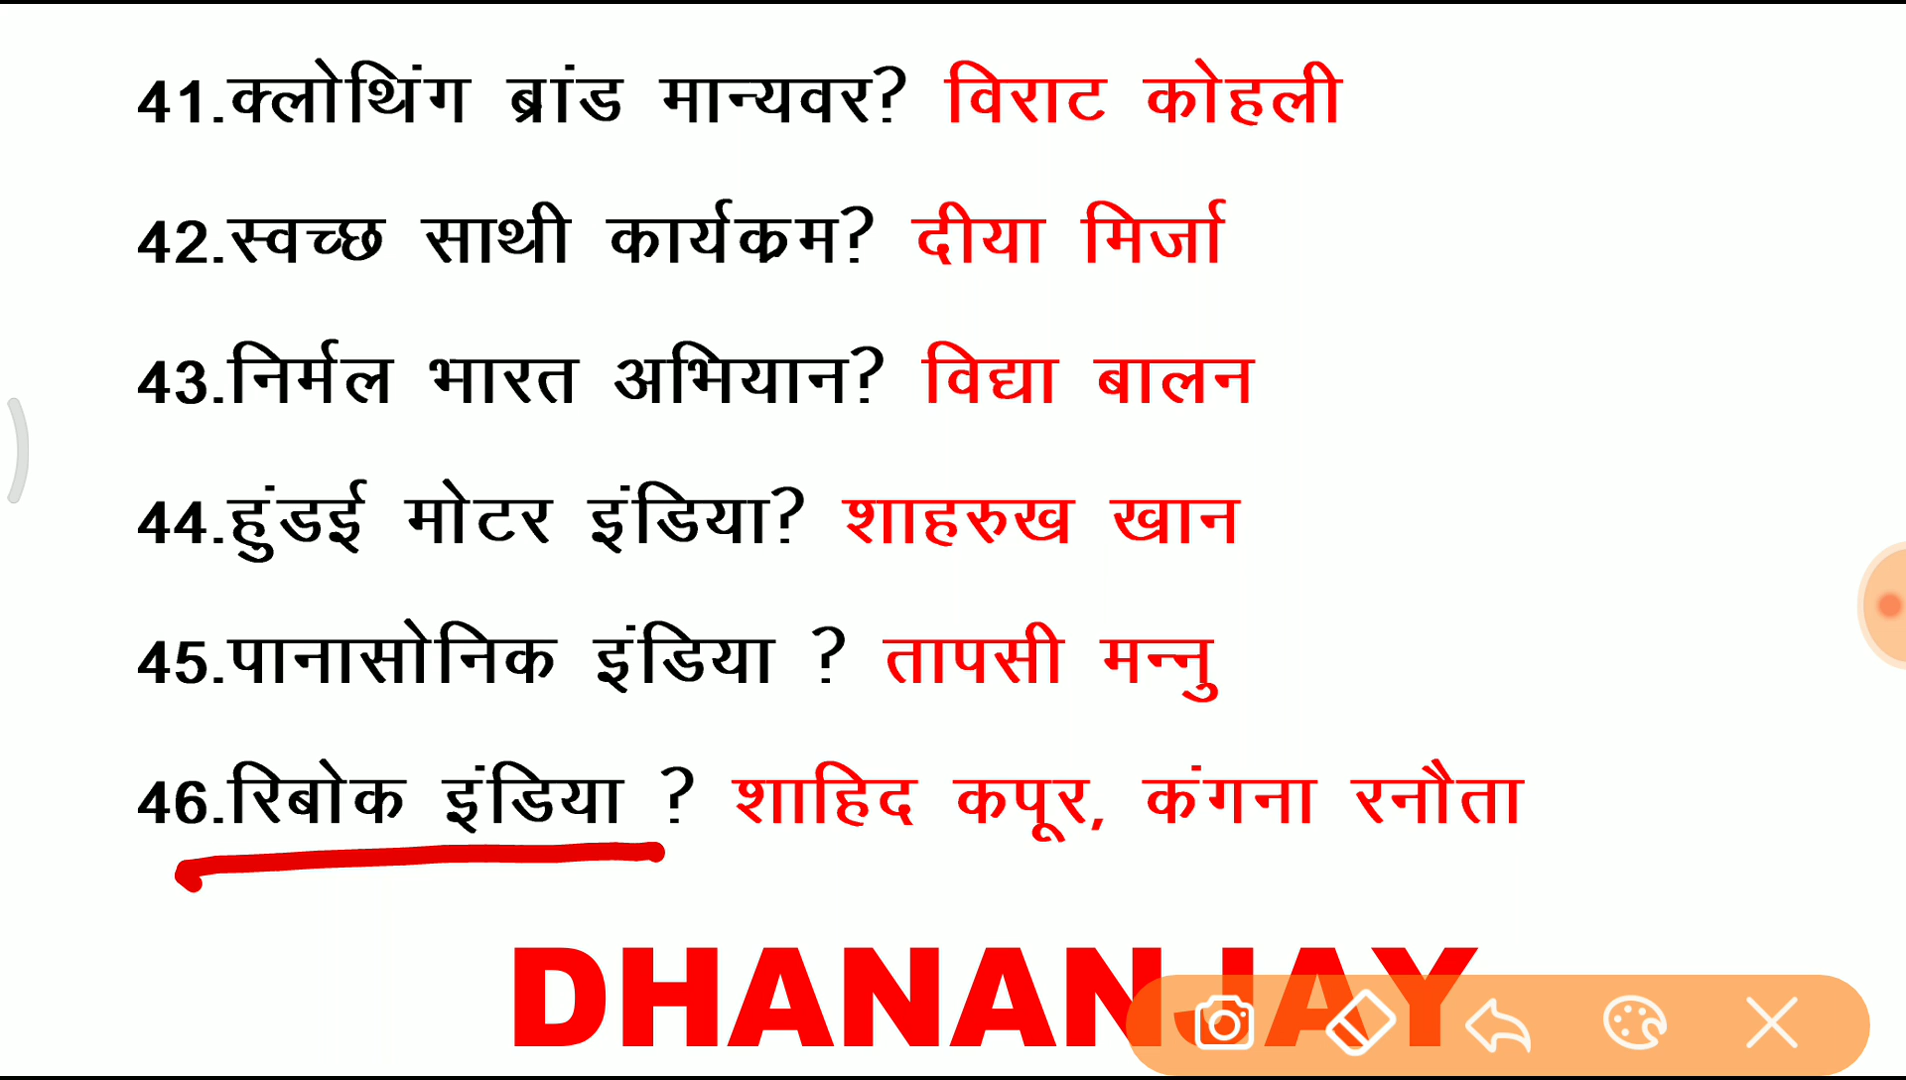 41.क्लोथिंग ब्रांड मान्यवर? विराट कोहली
42.स्वच्छ साथी कार्यक्रम? दीया मिर्जा
43.निर्मल भारत अभियान? विद्या बालन
44.हुंडई मोटर इंडिया? शाहरुख खान
45.पानासोनिक इंडिया ? तापसी मन्नु
46.रिबोक इंडिया ? शाहिद कपूर, कंगना रनौता
DHANANJAY